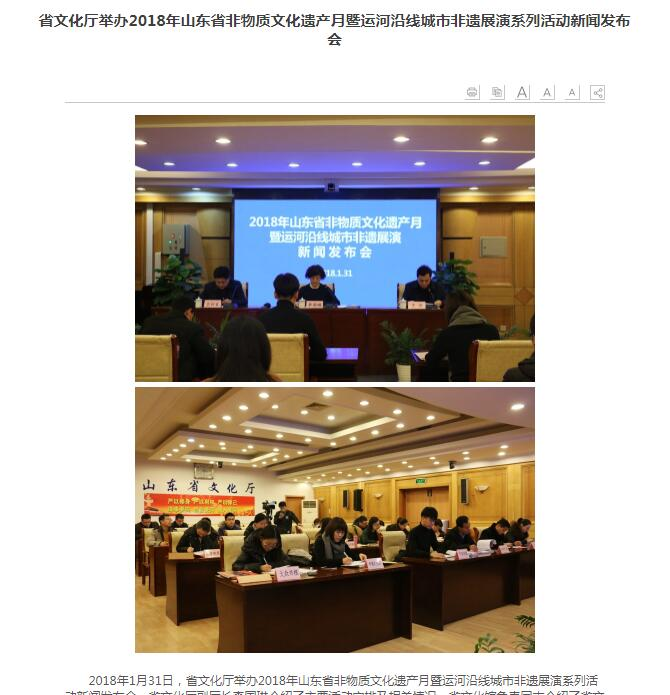 省文化厅举办2018年山东省非物质文化遗产月暨运河沿线城市非遗展演系列活动新闻发布
会
A
A
A
2018年山东省非物质文化遗产月
暨运河沿线城市非遗展演
新闻发布会
18.1.31
山东省文化厅
2018年1月31日，省文化厅举办2018年山东省非物质文化遗产月暨运河沿线城市非遗展演系列活